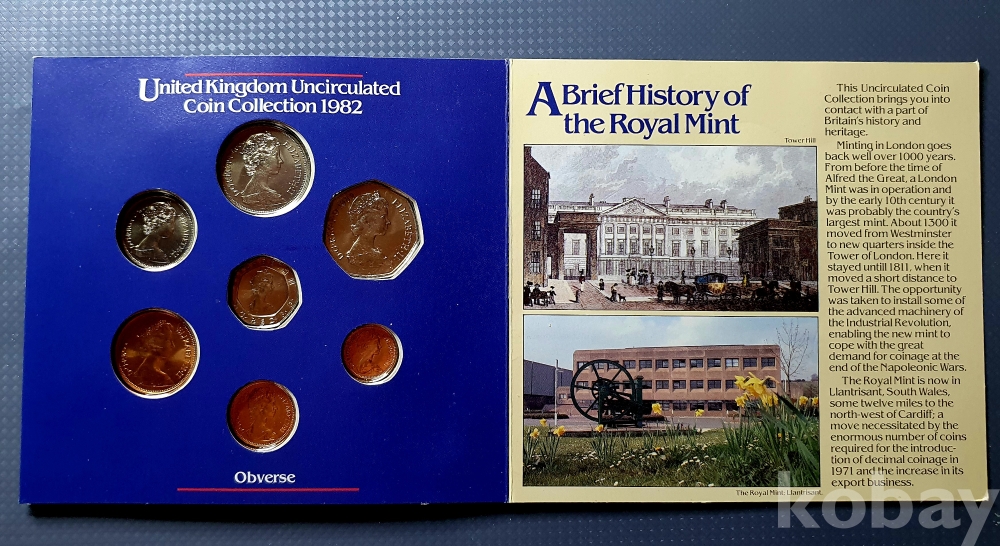 United Kingdom Uncirculated
Coin Collection 1982
Obverse
A Brief History of
the Royal Mint
Tower Hill
The Royal Mint; Llantrisant.
This Uncirculated Coin
Collection brings you into
contact with a part of
Britain's history and
heritage.
Minting in London goes
back well over 1000 years.
From before the time of
Alfred the Great, a London
Mint was in operation and
by the early 10th century it
was probably the country's
largest mint. About 1300 it
moved from Westminster
to new quarters inside the
Tower of London. Here it
stayed untill 1811, when it
moved a short distance to
Tower Hill. The opportunity
was taken to install some of
the advanced machinery of
the Industrial Revolution,
enabling the new mint to
cope with the great
demand for coinage at the
end of the Napoleonic Wars.
The Royal Mint is now in
Llantrisant, South Wales,
some twelve miles to the
north-west of Cardiff; a
move necessitated by the
enormous number of coins
required for the introduc-
tion of decimal coinage in
1971 and the increase in its
export business.
kobay